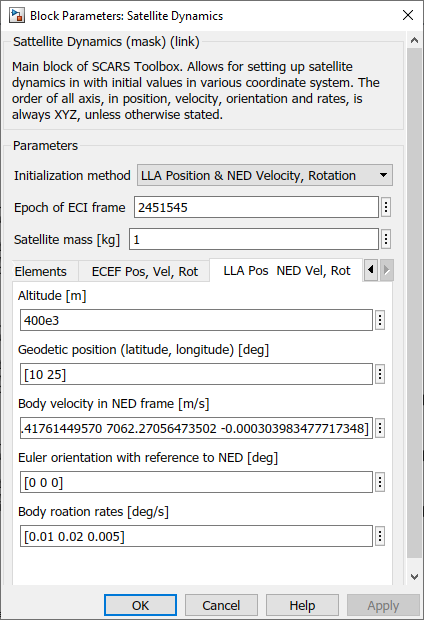 Block Parameters: Satellite Dynamics
Sattellite Dynamics (mask) (link)
Main block of SCARS Toolbox. Allows for setting up satellite
dynamics in with initial values in various coordinate system. The
order of all axis, in position, velocity, orientation and rates, is
always XYZ, unless otherwise stated.
Parameters
Initialization method LLA Position & NED Velocity, Rotation
Epoch of ECI frame 2451545
Satellite mass [kg] 1
Elements ECEF Pos, Vel, Rot LLA Pos NED Vel, Rot
Altitude [m]
400e3
Geodetic position (latitude, longitude) [deg]
[10 25]
Body velocity in NED frame [m/s]
.41761449570 7062.27056473502 -0.000303983477717348]
Euler orientation with reference to NED [deg]
[0 0 0]
Body roation rates [deg/s]
[0.01 0.02 0.005]
OK Cancel Help Apply